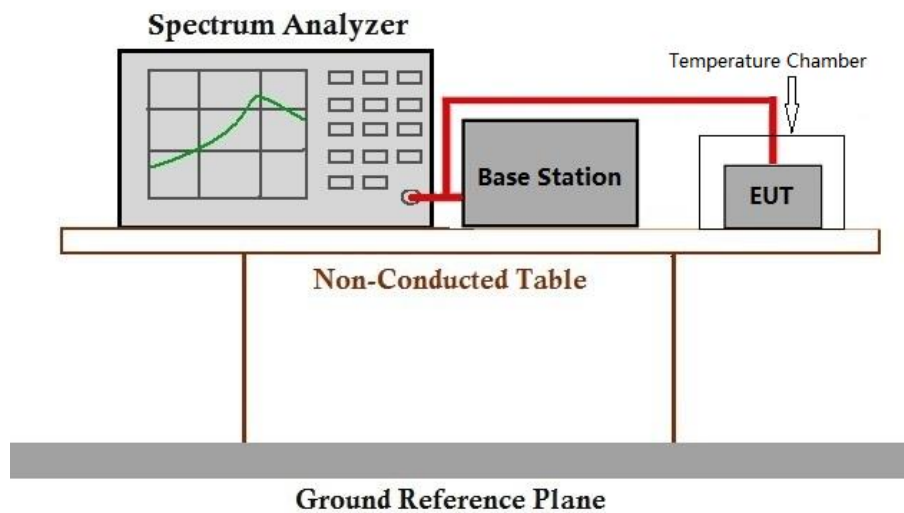 Spectrum Analyzer
Temperature Chamber
Base Station
EUT
Non-Conducted Table
Ground Reference Plane